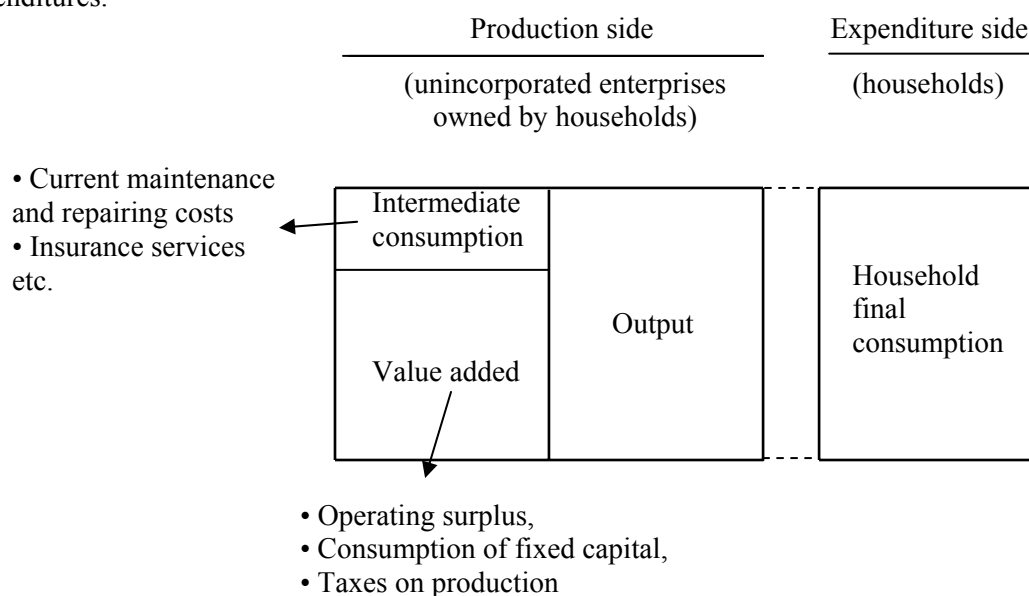 Production side
Expenditure side
(unincorporated enterprises
owned by households)
(households)
• Current maintenance
and repairing costs
• Insurance services
etc.
Intermediate
consumption
Value added
Output
Household
final
consumption
• Operating surplus,
• Consumption of fixed capital,
• Taxes on production